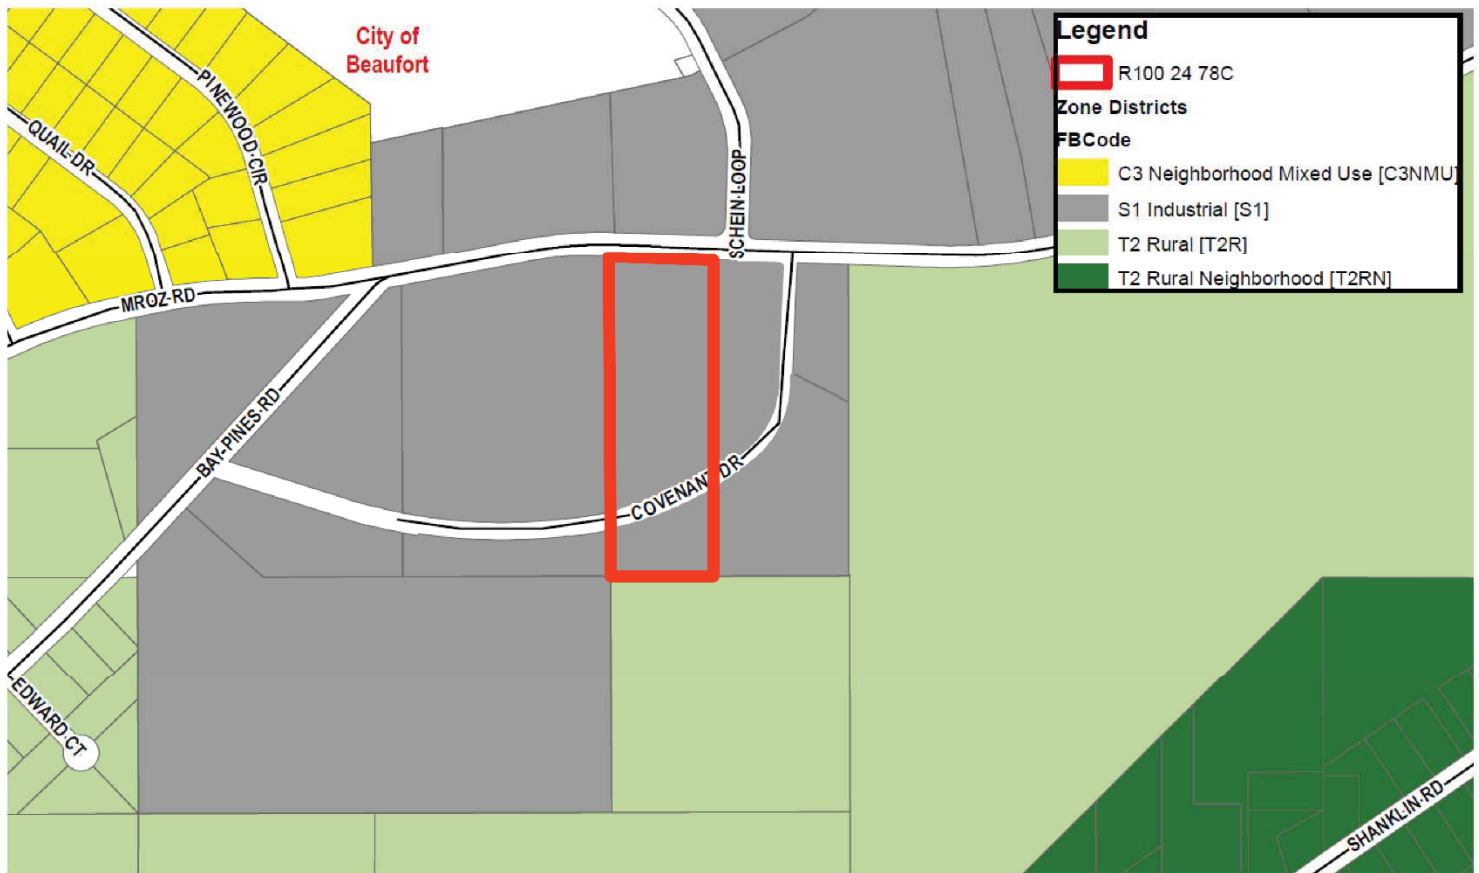 City of
Beaufort
Legend
R100 24 78C
Zone Districts
FBCode
C3 Neighborhood Mixed Use [C3NMU]
S1 Industrial [S1]
T2 Rural [T2R]
T2 Rural Neighborhood [T2RN]
PINEWOOD CIR
QUAIL DR
SCHEIN LOOP
MROZ RD
BAY PINES RD
COVENANT DR
EDWARD CT
SHANKLIN RD